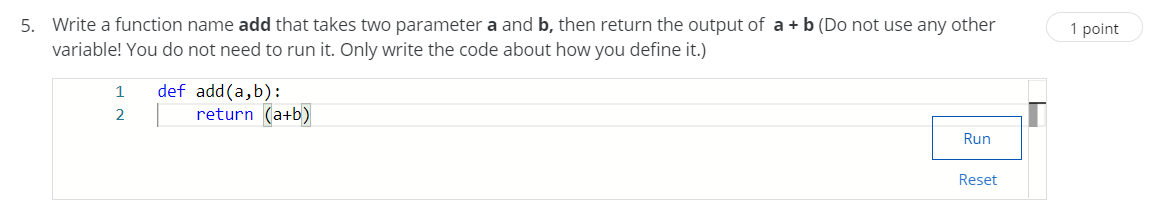 5. Write a function name add that takes two parameter a and b, then return the output of a + b (Do not use any other
1 point
variable! You do not need to run it. Only write the code about how you define it.)
1 def add(a,b):
2 return (a+b)
Run
Reset